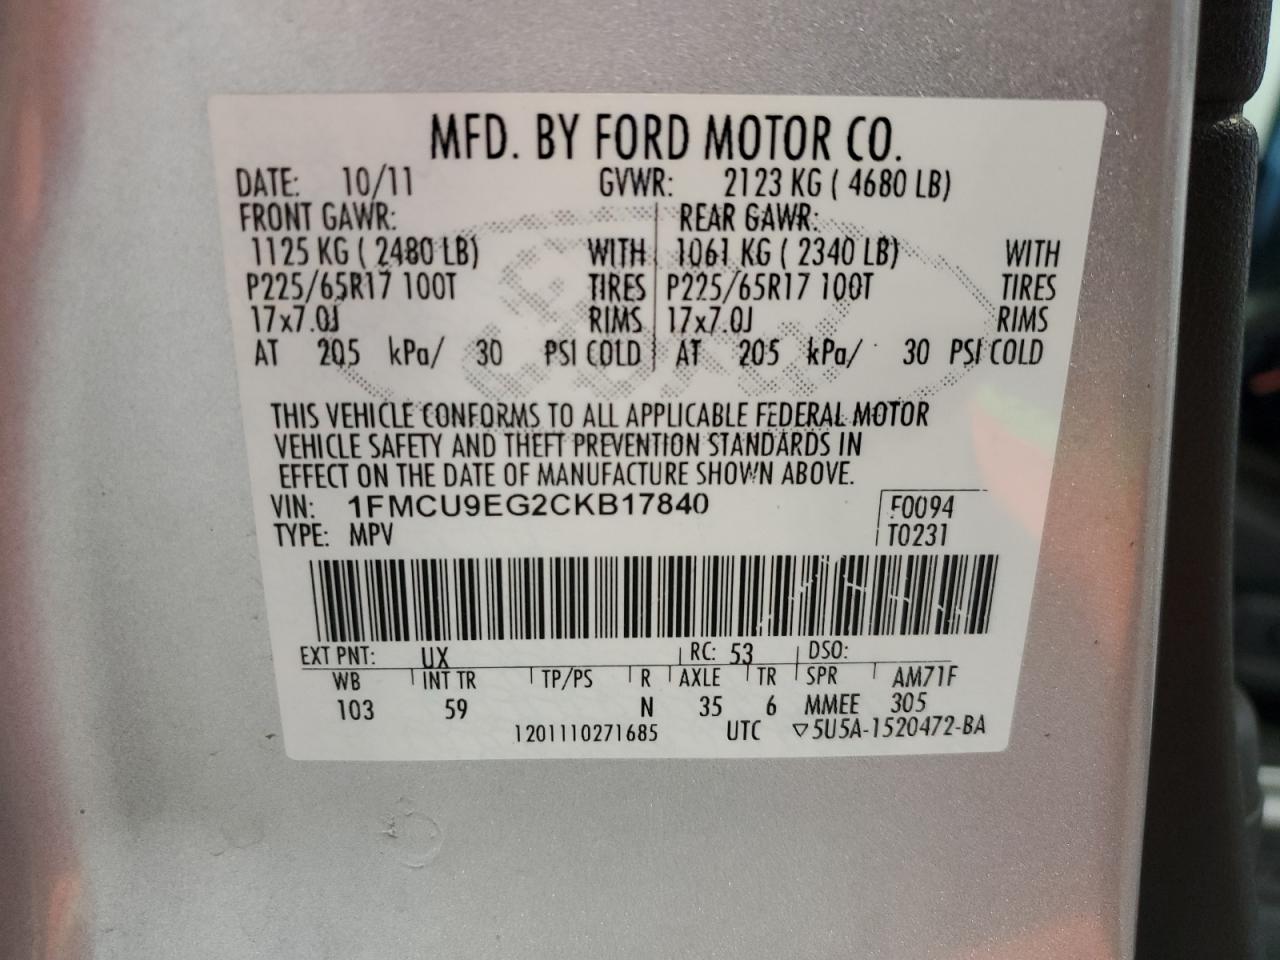 MFD. BY FORD MOTOR CO.
DATE: 10/11 GVWR: 2123 KG ( 4680 LB)
FRONT GAWR: REAR GAWR:
1125 KG ( 2480 LB) WITH 1061 KG ( 2340 LB) WITH
P225/65R17 100T TIRES P225/65R17 100T TIRES
17x7.0J RIMS 17x7.0J RIMS
AT 205 kPa/ 30 PSI COLD AT 205 kPa/ 30 PSI COLD
THIS VEHICLE CONFORMS TO ALL APPLICABLE FEDERAL MOTOR
VEHICLE SAFETY AND THEFT PREVENTION STANDARDS IN
EFFECT ON THE DATE OF MANUFACTURE SHOWN ABOVE.
VIN: 1FMCU9EG2CKB17840 F0094
TYPE: MPV T0231
EXT PNT: UX RC: 53 DSO:
WB INT TR TP/PS R AXLE TR SPR AM71F
103 59 N 35 6 MMEE 305
1201110271685 UTC ▽5U5A-1520472-BA